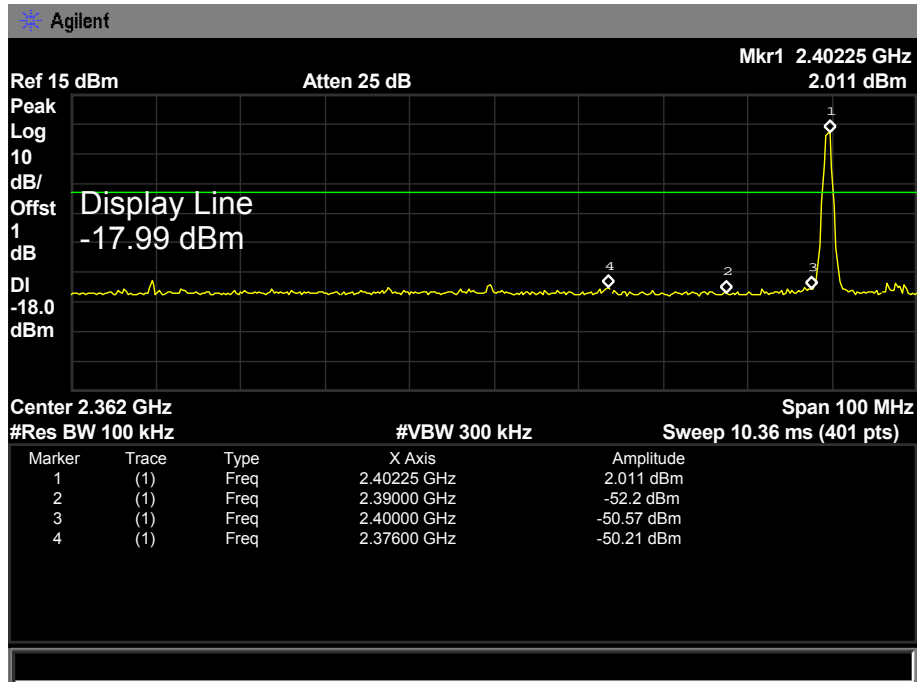 Agilent
Mkr1 2.40225 GHz
Ref 15 dBm Atten 25 dB 2.011 dBm
Peak
Log
10
dB/
Offst
1
dB
DI
-18.0
dBm
1
Display Line
-17.99 dBm
4
2
3
Center 2.362 GHz Span 100 MHz
#Res BW 100 kHz #VBW 300 kHz Sweep 10.36 ms (401 pts)
Marker Trace Type X Axis Amplitude
1 (1) Freq 2.40225 GHz 2.011 dBm
2 (1) Freq 2.39000 GHz -52.2 dBm
3 (1) Freq 2.40000 GHz -50.57 dBm
4 (1) Freq 2.37600 GHz -50.21 dBm